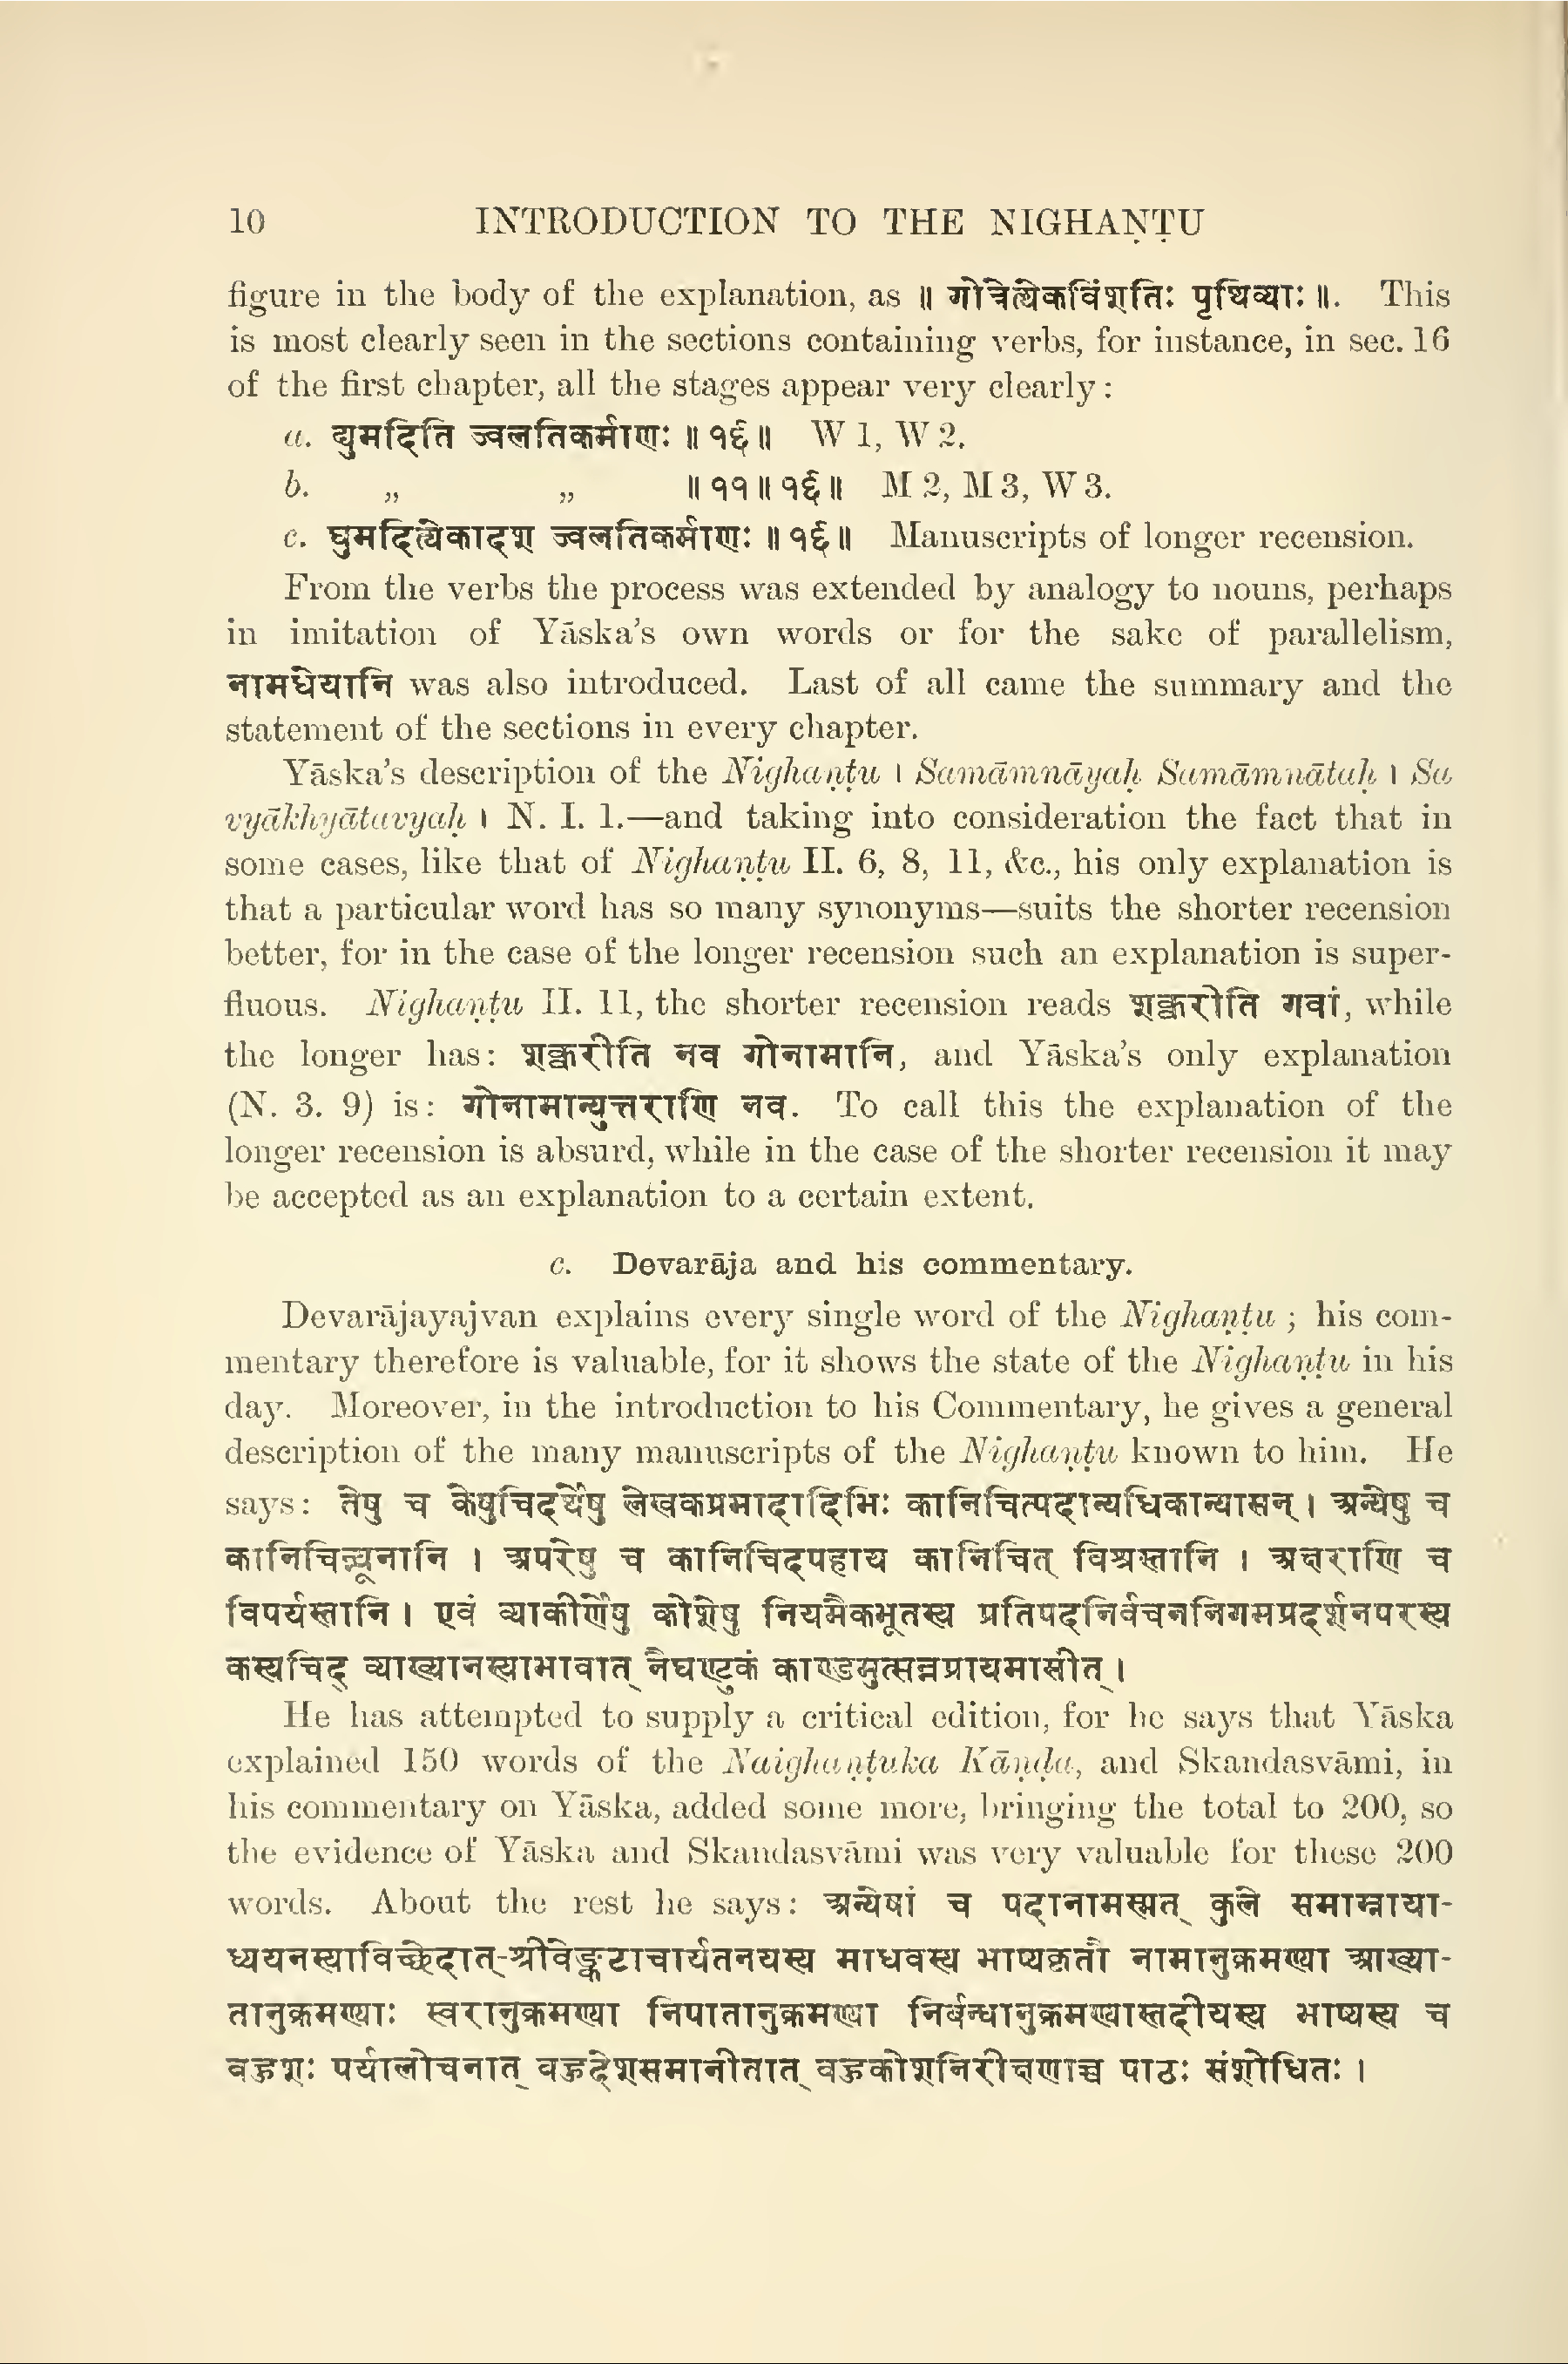 10 INTRODUCTION TO THE NIGHAṆṬU
figure in the body of the explanation, as ॥ गोत्रेत्येकविंशतिः पृथिव्याः ॥. This
is most clearly seen in the sections containing verbs, for instance, in sec. 16
of the first chapter, all the stages appear very clearly:
a. द्युमदिति ज्वलतिकर्माणः ॥ १६ ॥ W 1, W 2.
b. „ „ ॥ ११ ॥ १६ ॥ M 2, M 3, W 3.
c. द्युमदित्येकादश ज्वलतिकर्माणः ॥ १६ ॥ Manuscripts of longer recension.
From the verbs the process was extended by analogy to nouns, perhaps
in imitation of Yāska's own words or for the sake of parallelism,
नामधेयानि was also introduced. Last of all came the summary and the
statement of the sections in every chapter.
Yāska's description of the Nighaṇṭu । Samāmnāyaḥ Samāmnātaḥ । Sa
vyākhyātavyaḥ । N. I. 1.—and taking into consideration the fact that in
some cases, like that of Nighaṇṭu II. 6, 8, 11, &c., his only explanation is
that a particular word has so many synonyms—suits the shorter recension
better, for in the case of the longer recension such an explanation is super-
fluous. Nighaṇṭu II. 11, the shorter recension reads शक्वरीति गवां, while
the longer has: शक्वरीति नव गोनामानि, and Yāska's only explanation
(N. 3. 9) is: गोनामान्युत्तराणि नव. To call this the explanation of the
longer recension is absurd, while in the case of the shorter recension it may
be accepted as an explanation to a certain extent.
c. Devarāja and his commentary.
Devarājayajvan explains every single word of the Nighaṇṭu; his com-
mentary therefore is valuable, for it shows the state of the Nighaṇṭu in his
day. Moreover, in the introduction to his Commentary, he gives a general
description of the many manuscripts of the Nighaṇṭu known to him. He
says: तेषु च केषुचिदर्थेषु लेखकप्रमादादिभिः कानिचित्पदान्यधिकान्यासन् । अन्येषु च
कानिचिन्न्यूनानि । अपरेषु च कानिचिदपहाय कानिचित् विश्रस्तानि । अक्षराणि च
विपर्यस्तानि । एवं व्याकीर्णेषु कोशेषु नियमैकभूतस्य प्रतिपदनिर्वचननिगमप्रदर्शनपरस्य
कस्यचिद् व्याख्यानस्याभावात् नैघण्टुकं काण्डमुत्सन्नप्रायमासीत् ।
He has attempted to supply a critical edition, for he says that Yāska
explained 150 words of the Naighaṇṭuka Kāṇḍa, and Skandasvāmi, in
his commentary on Yāska, added some more, bringing the total to 200, so
the evidence of Yāska and Skandasvāmi was very valuable for these 200
words. About the rest he says: अन्येषां च पदानामस्मत् कुले समाम्नाया-
ध्ययनस्याविच्छेदात्-श्रीवेङ्कटाचार्यतनयस्य माधवस्य भाष्यकृतौ नामानुक्रमण्या आख्या-
तानुक्रमण्याः स्वरानुक्रमण्या निपातानुक्रमण्या निर्बन्धानुक्रमण्यास्तदीयस्य भाष्यस्य च
बहुशः पर्यालोचनात् बहुदेशसमानीतात् बहुकोशनिरीक्षणाच्च पाठः संशोधितः ।